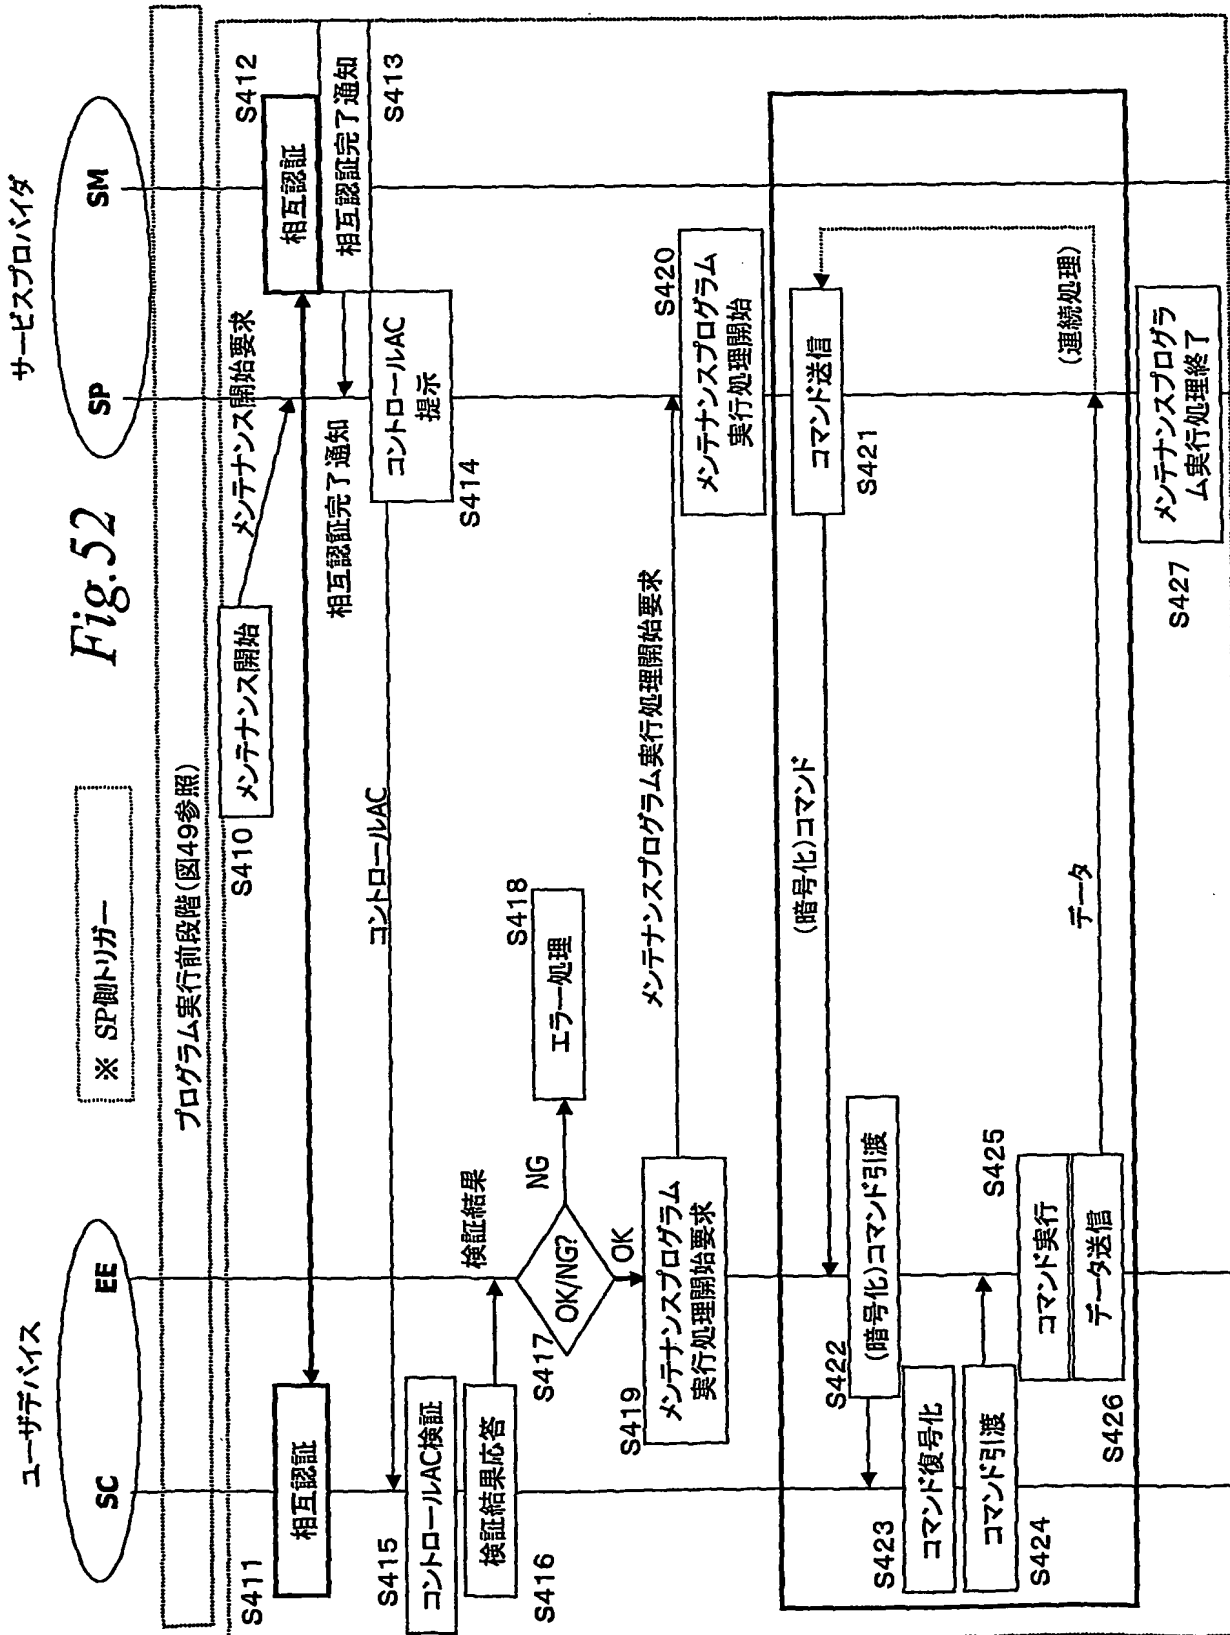 Fig.52
※ SP側トリガー
ユーザデバイス
サービスプロバイダ
SC
EE
SP
SM
プログラム実行前段階(図49参照)
S410
メンテナンス開始
メンテナンス開始要求
S411
相互認証
S412
相互認証
相互認証完了通知
相互認証完了通知
S413
コントロールAC
提示
S414
コントロールAC
S415
コントロールAC検証
検証結果応答
S416
検証結果
S417
OK/NG?
NG
OK
S418
エラー処理
S419
メンテナンスプログラム
実行処理開始要求
メンテナンスプログラム実行処理開始要求
S420
メンテナンスプログラム
実行処理開始
コマンド送信
S421
(暗号化)コマンド
S422
(暗号化)コマンド引渡
S423
コマンド復号化
コマンド引渡
S424
S425
コマンド実行
データ送信
S426
データ
(連続処理)
メンテナンスプログラ
ム実行処理終了
S427